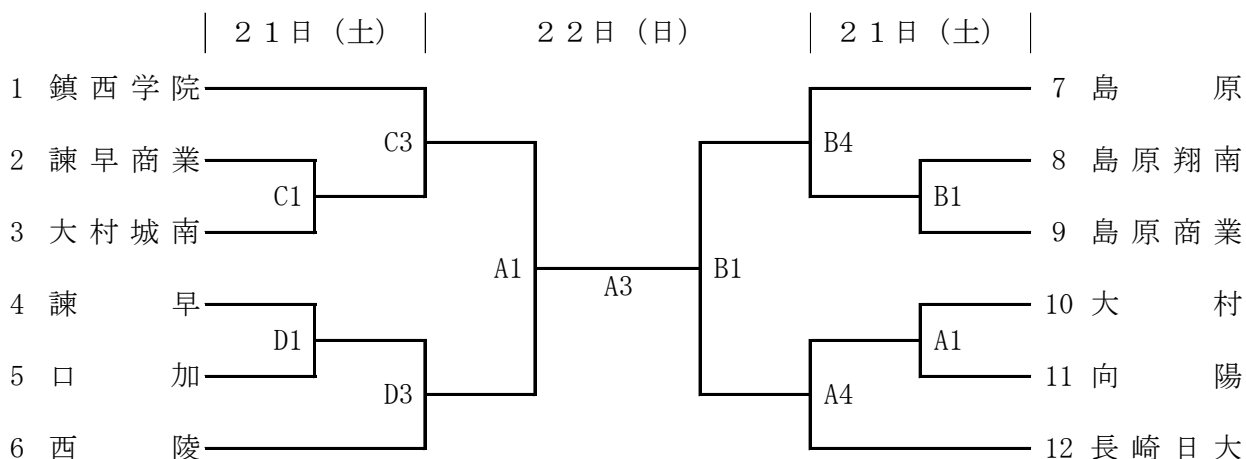 ２１日（土） ２２日（日） ２１日（土）
1 鎮西学院 7 島原
C3 B4
2 諫早商業 8 島原翔南
C1 B1
3 大村城南 9 島原商業
A1 A3 B1
4 諫早 10 大村
D1 A1
5 口加 11 向陽
D3 A4
6 西陵 12 長崎日大